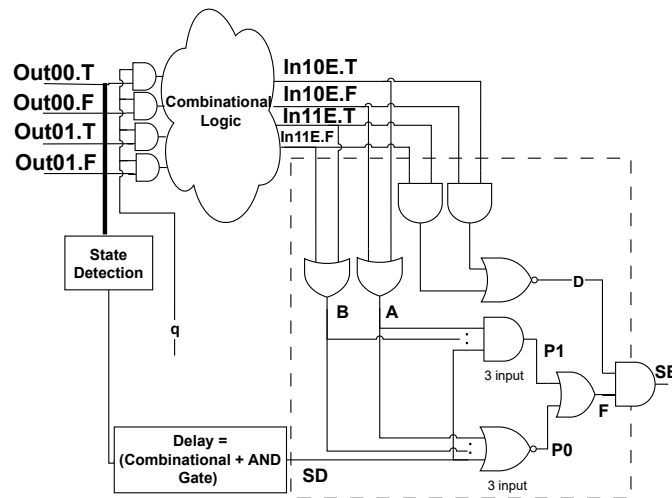 Out00.T
Out00.F
Out01.T
Out01.F
Combinational
Logic
In10E.T
In10E.F
In11E.T
In11E.F
State
Detection
q
B
A
D
P1
3 input
SE
F
P0
3 input
Delay =
(Combinational + AND
Gate)
SD